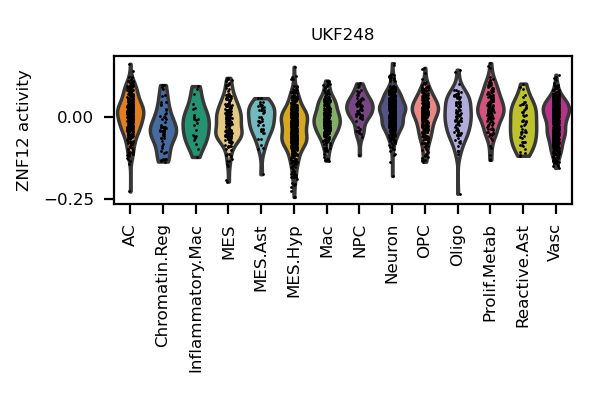 UKF248
ZNF12 activity
0.00
−0.25
AC
Chromatin.Reg
Inflammatory.Mac
MES
MES.Ast
MES.Hyp
Mac
NPC
Neuron
OPC
Oligo
Prolif.Metab
Reactive.Ast
Vasc